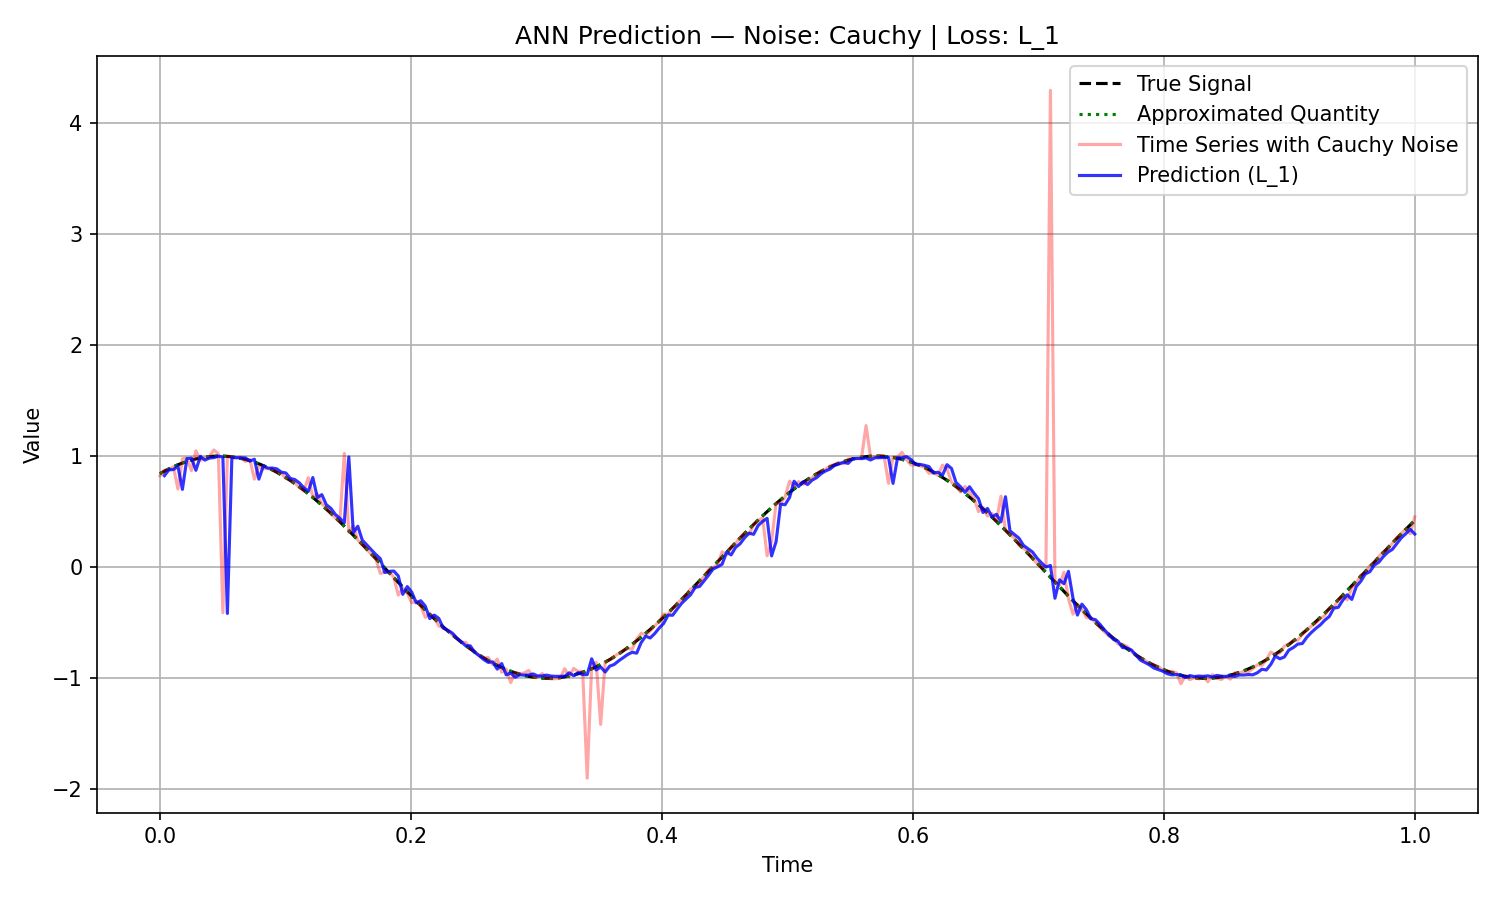 ANN Prediction — Noise: Cauchy | Loss: L_1
True Signal
Approximated Quantity
Time Series with Cauchy Noise
Prediction (L_1)
Value
4
3
2
1
0
−1
−2
0.0 0.2 0.4 0.6 0.8 1.0
Time